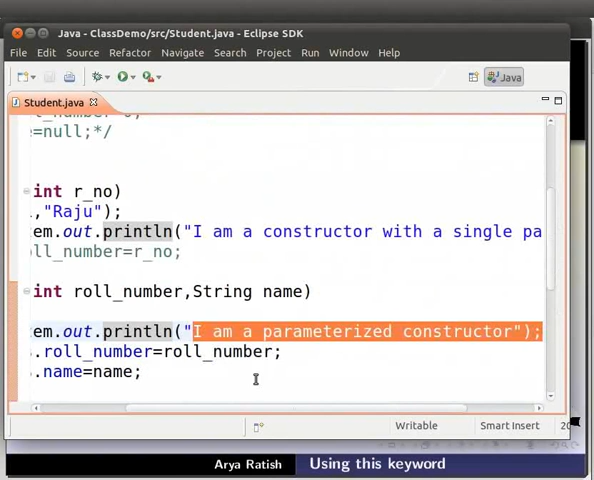 Java - ClassDemo/src/Student.java - Eclipse SDK
File Edit Source Refactor Navigate Search Project Run Window Help
Java
Student.java
=null;*/
int r_no)
,"Raju");
em.out.println("I am a constructor with a single pa
oll_number=r_no;
int roll_number,String name)
em.out.println("I am a parameterized constructor");
.roll_number=roll_number;
.name=name;
Writable Smart Insert 20
Arya Ratish Using this keyword